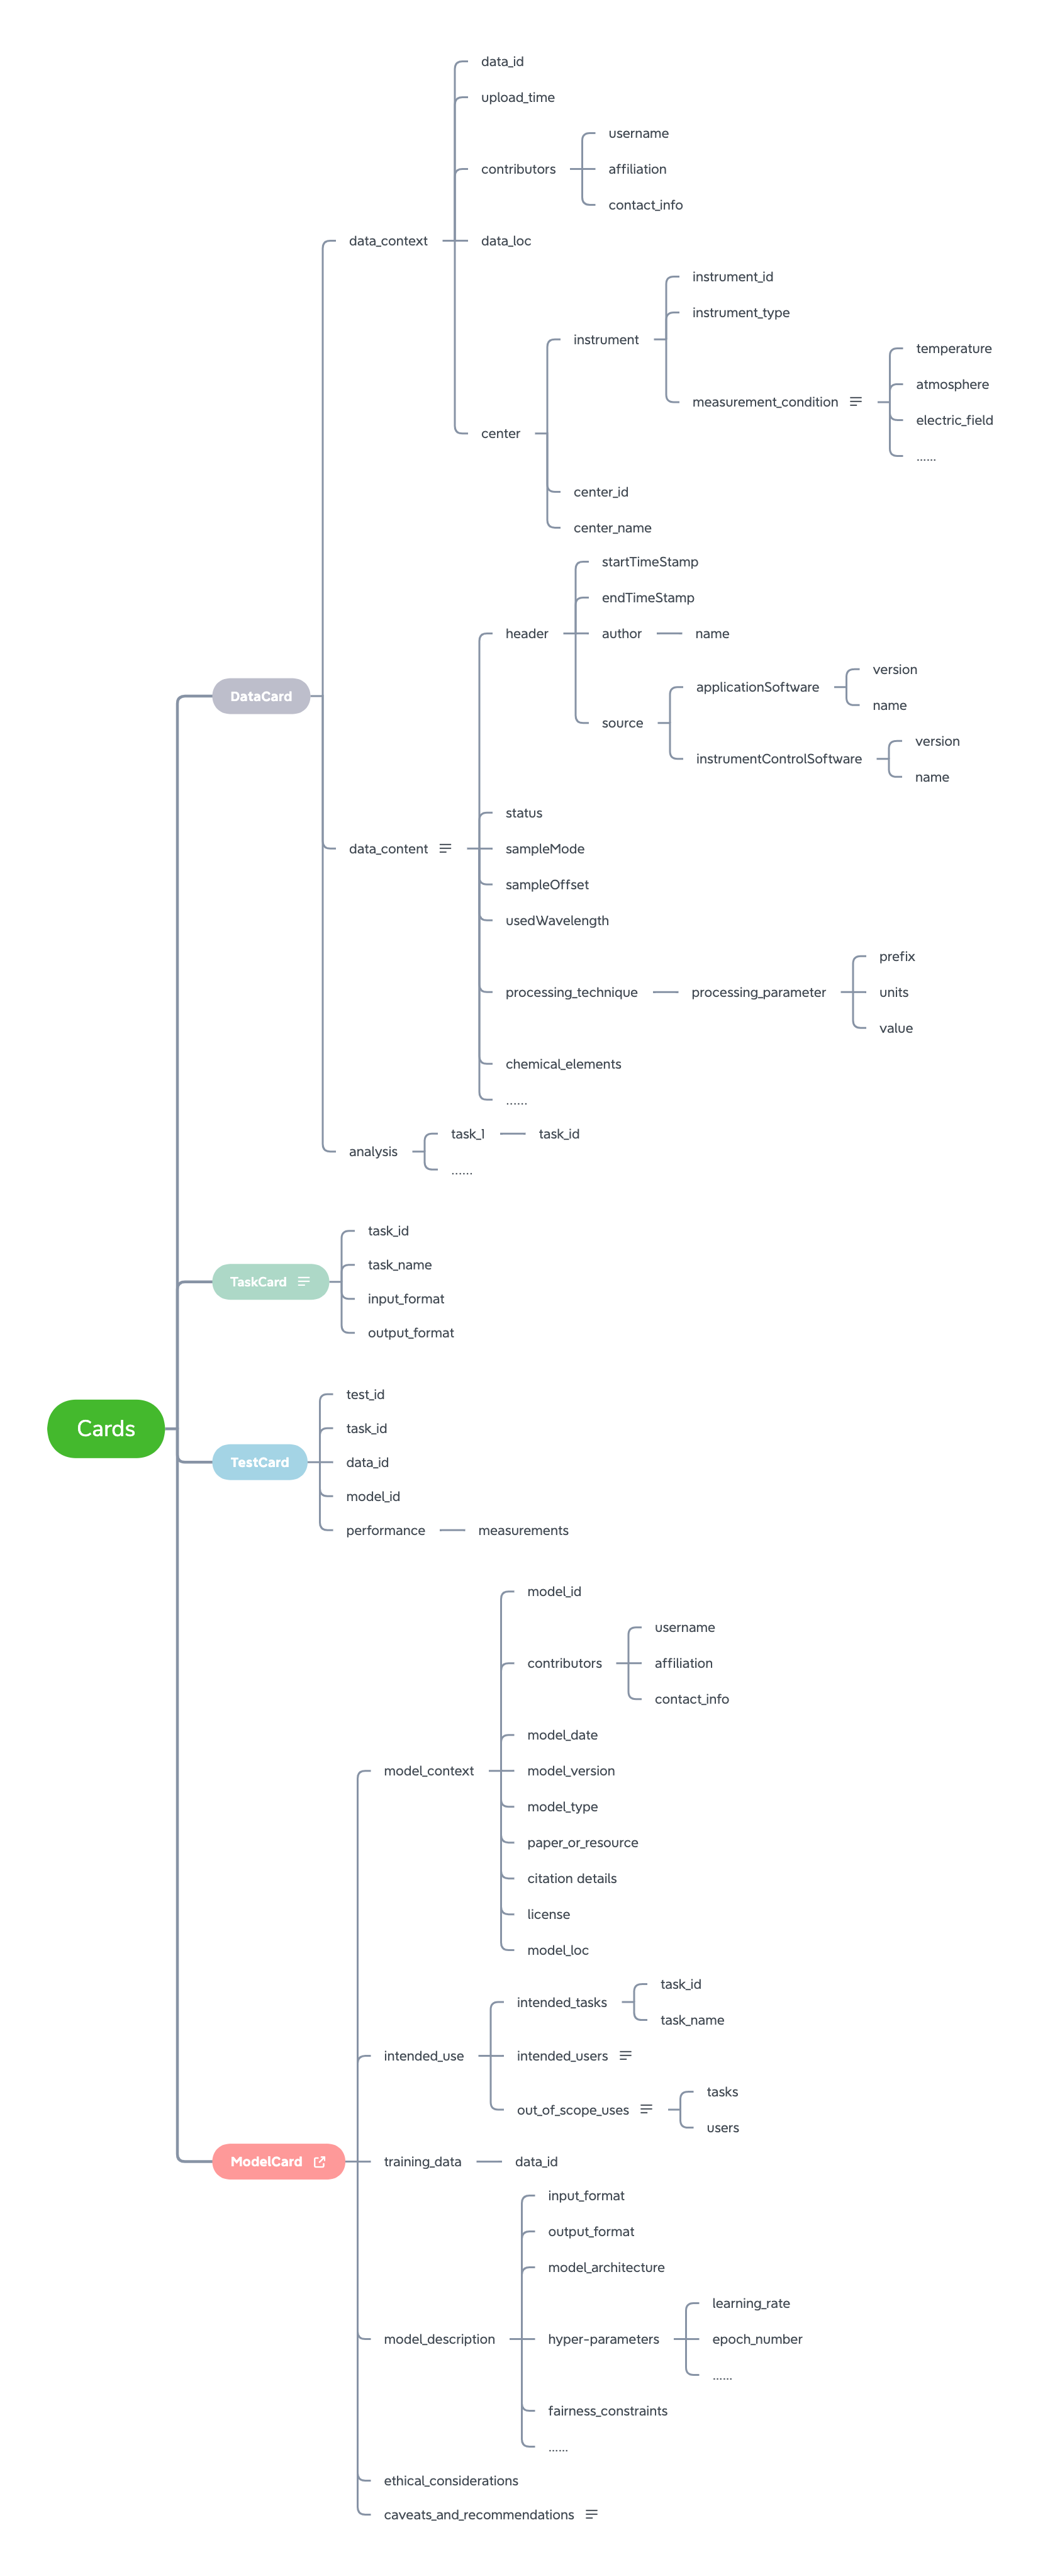 data_id
upload_time
username
contributors
affiliation
contact_info
data_context
data_loc
instrument_id
instrument_type
instrument
temperature
atmosphere
measurement_condition
electric_field
center
......
center_id
center_name
startTimeStamp
endTimeStamp
header
author
name
version
applicationSoftware
name
DataCard
source
version
instrumentControlSoftware
name
status
data_content
sampleMode
sampleOffset
usedWavelength
prefix
processing_technique
processing_parameter
units
value
chemical_elements
......
task_1
task_id
analysis
......
task_id
task_name
TaskCard
input_format
output_format
test_id
Cards
task_id
TestCard
data_id
model_id
performance
measurements
model_id
username
contributors
affiliation
contact_info
model_date
model_context
model_version
model_type
paper_or_resource
citation details
license
model_loc
task_id
intended_tasks
task_name
intended_use
intended_users
tasks
out_of_scope_uses
users
ModelCard
training_data
data_id
input_format
output_format
model_architecture
learning_rate
model_description
hyper-parameters
epoch_number
......
fairness_constraints
......
ethical_considerations
caveats_and_recommendations